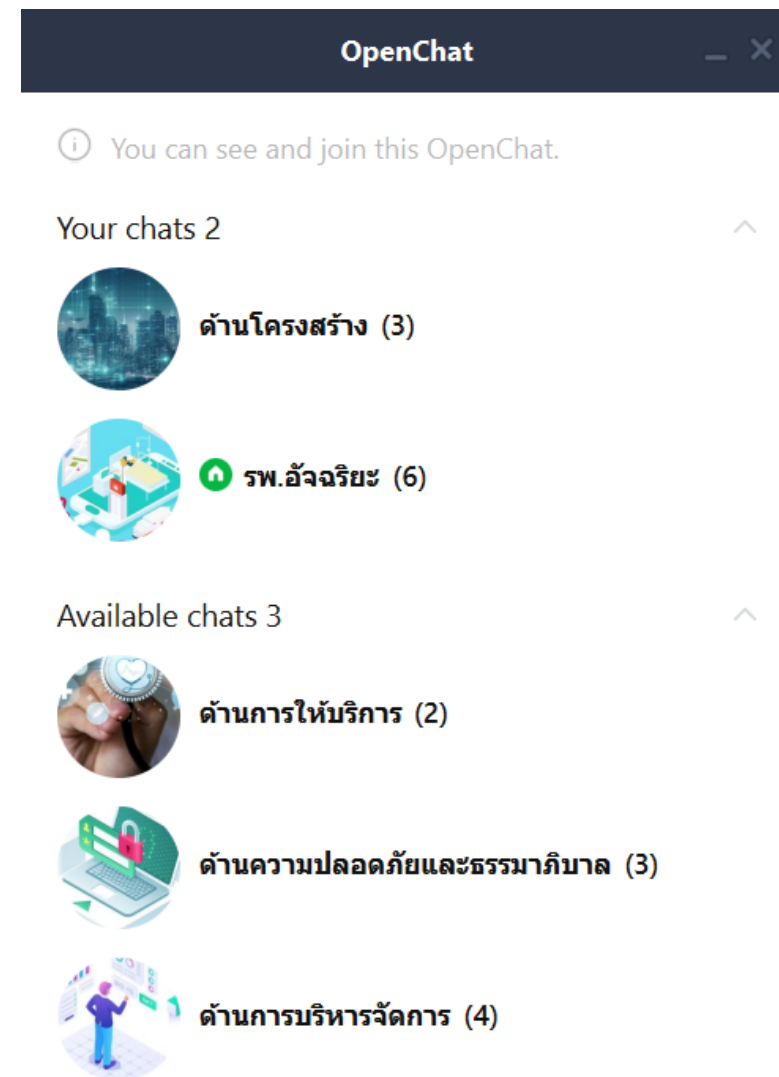 OpenChat
You can see and join this OpenChat.
Your chats 2
ด้านโครงสร้าง (3)
รพ.อัจฉริยะ (6)
Available chats 3
ด้านการให้บริการ (2)
ด้านความปลอดภัยและธรรมาภิบาล (3)
ด้านการบริหารจัดการ (4)